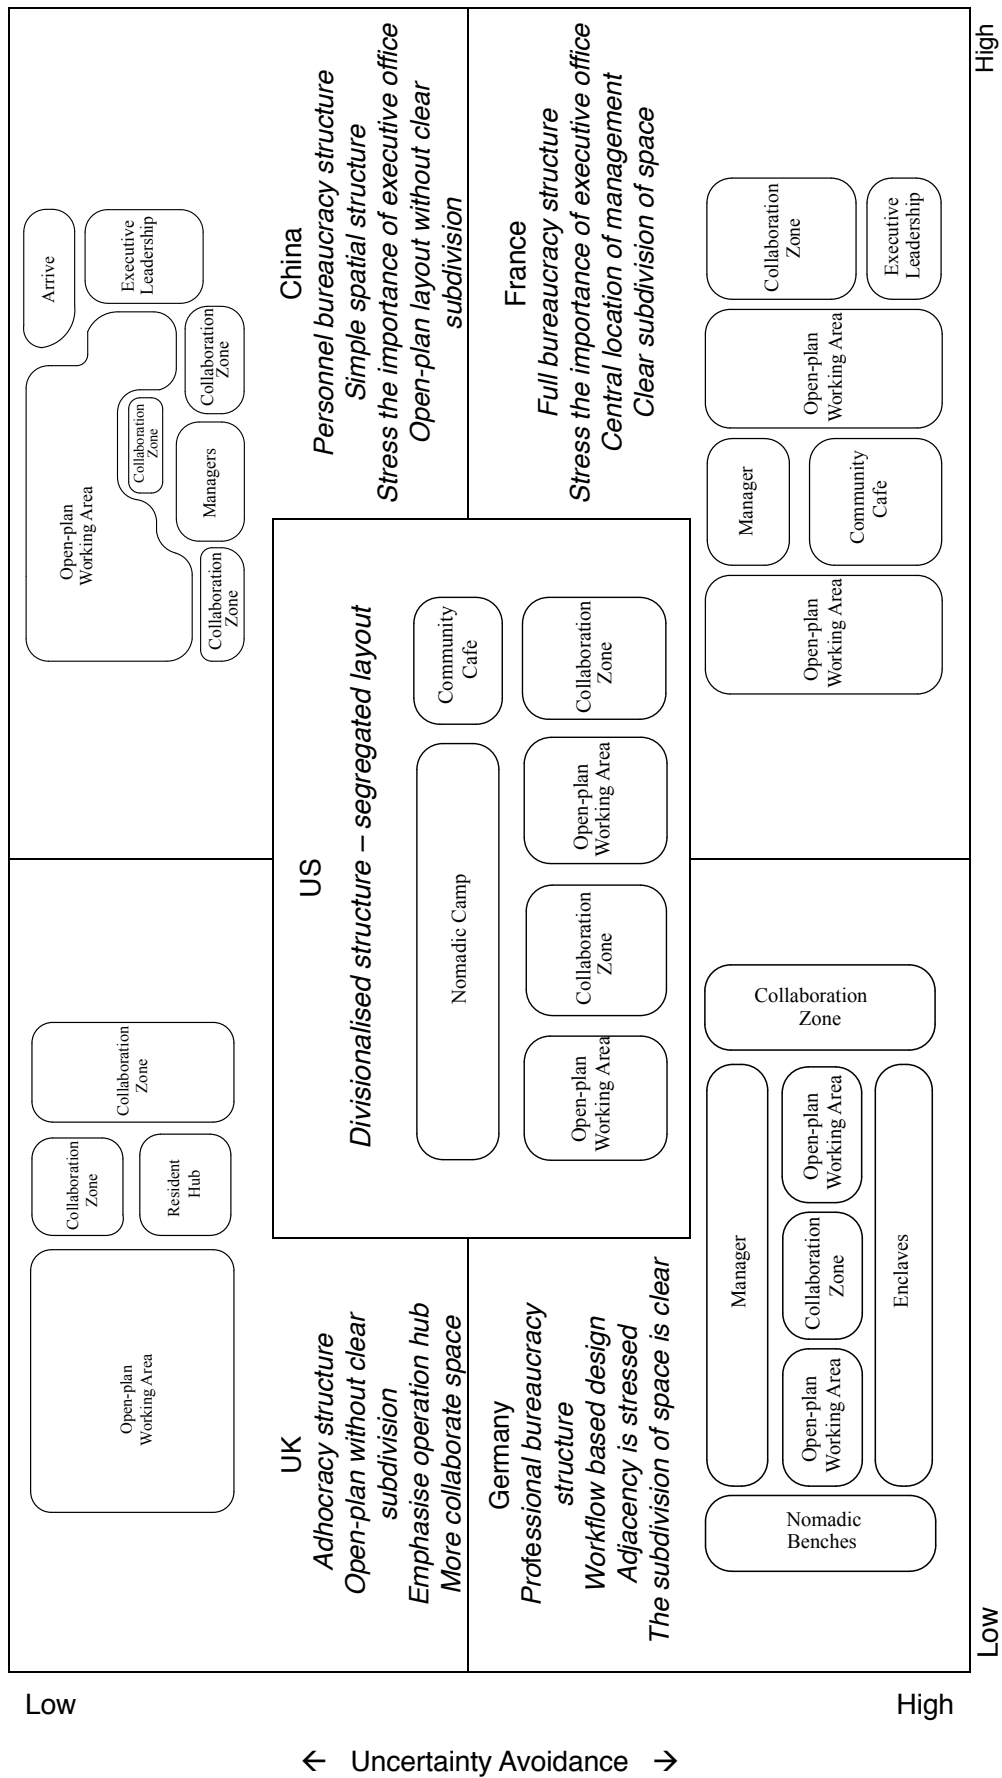 UK
Adhocracy structure
Open-plan without clear
subdivision
Emphasise operation hub
More collaborate space
Open-plan
Working Area
Collaboration
Zone
Resident
Hub
Collaboration
Zone
China
Personnel bureaucracy structure
Simple spatial structure
Stress the importance of executive office
Open-plan layout without clear
subdivision
Open-plan
Working Area
Collaboration
Zone
Collaboration
Zone
Managers
Collaboration
Zone
Arrive
Executive
Leadership
US
Divisionalised structure – segregated layout
Nomadic Camp
Community
Cafe
Open-plan
Working Area
Collaboration
Zone
Open-plan
Working Area
Collaboration
Zone
Germany
Professional bureaucracy
structure
Workflow based design
Adjacency is stressed
The subdivision of space is clear
Nomadic
Benches
Manager
Open-plan
Working Area
Collaboration
Zone
Open-plan
Working Area
Enclaves
Collaboration
Zone
France
Full bureaucracy structure
Stress the importance of executive office
Central location of management
Clear subdivision of space
Open-plan
Working Area
Manager
Community
Cafe
Open-plan
Working Area
Collaboration
Zone
Executive
Leadership
Low
High
Low
High
← Uncertainty Avoidance →